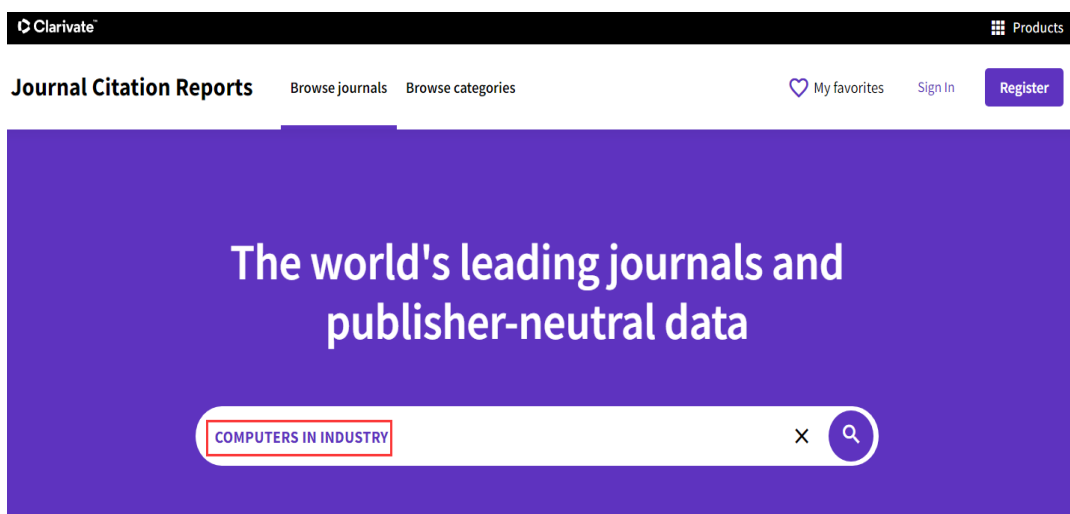 Clarivate™
Products
Journal Citation Reports
Browse journals
Browse categories
My favorites
Sign In
Register
The world's leading journals and
publisher-neutral data
COMPUTERS IN INDUSTRY